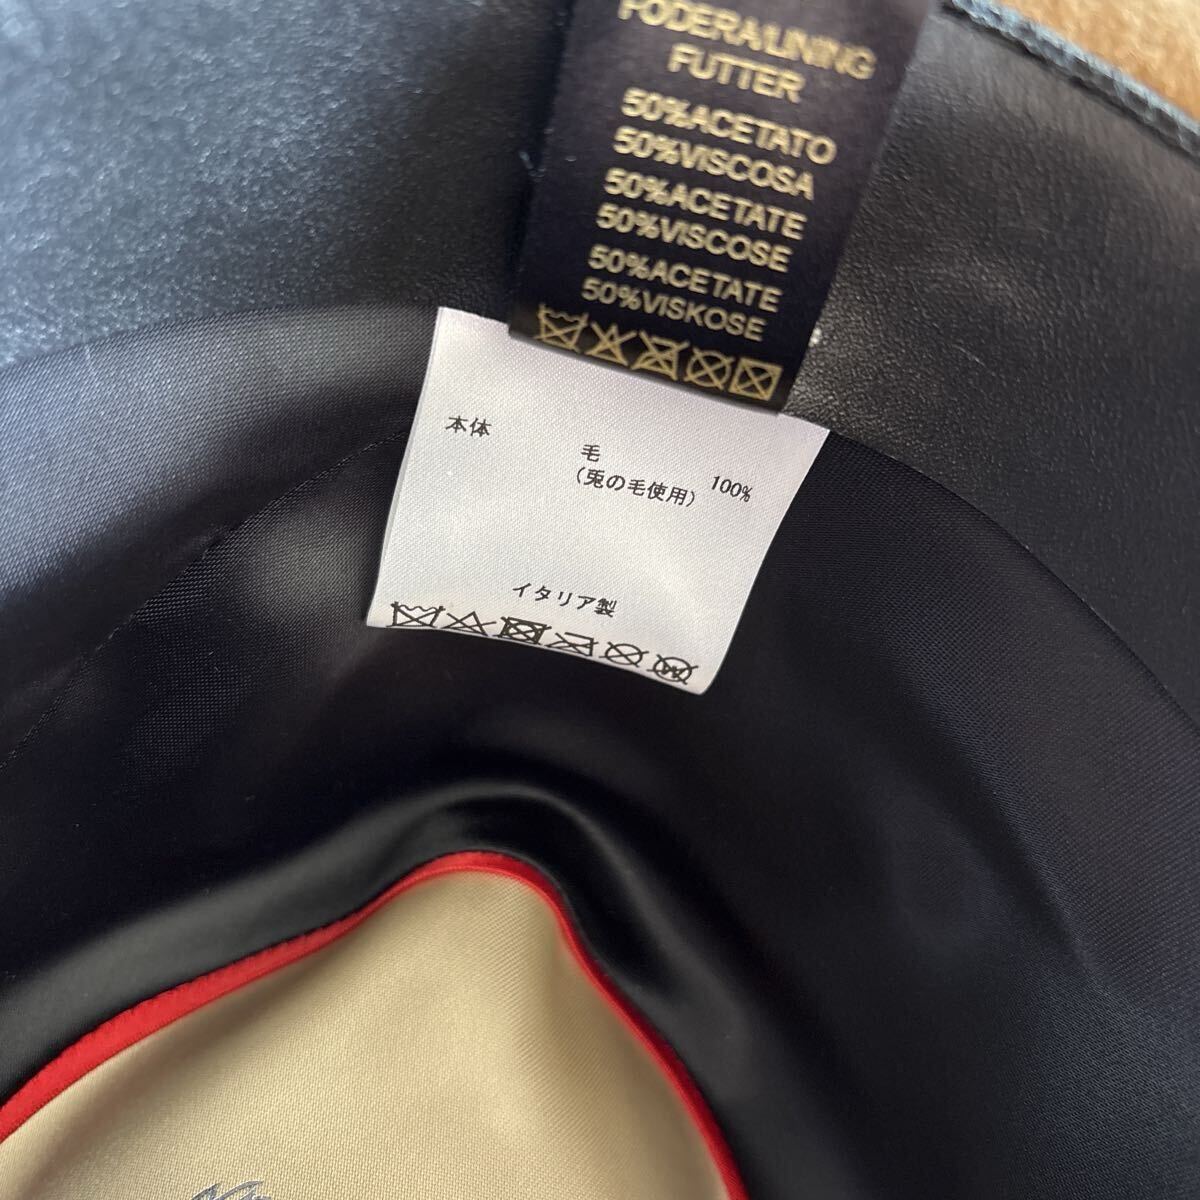 FODERA/LINING
FUTTER
50%ACETATO
50%VISCOSA
50%ACETATE
50%VISCOSE
50%ACETATE
50%VISKOSE
本体 毛 100%
(兎の毛使用)
イタリア製
W